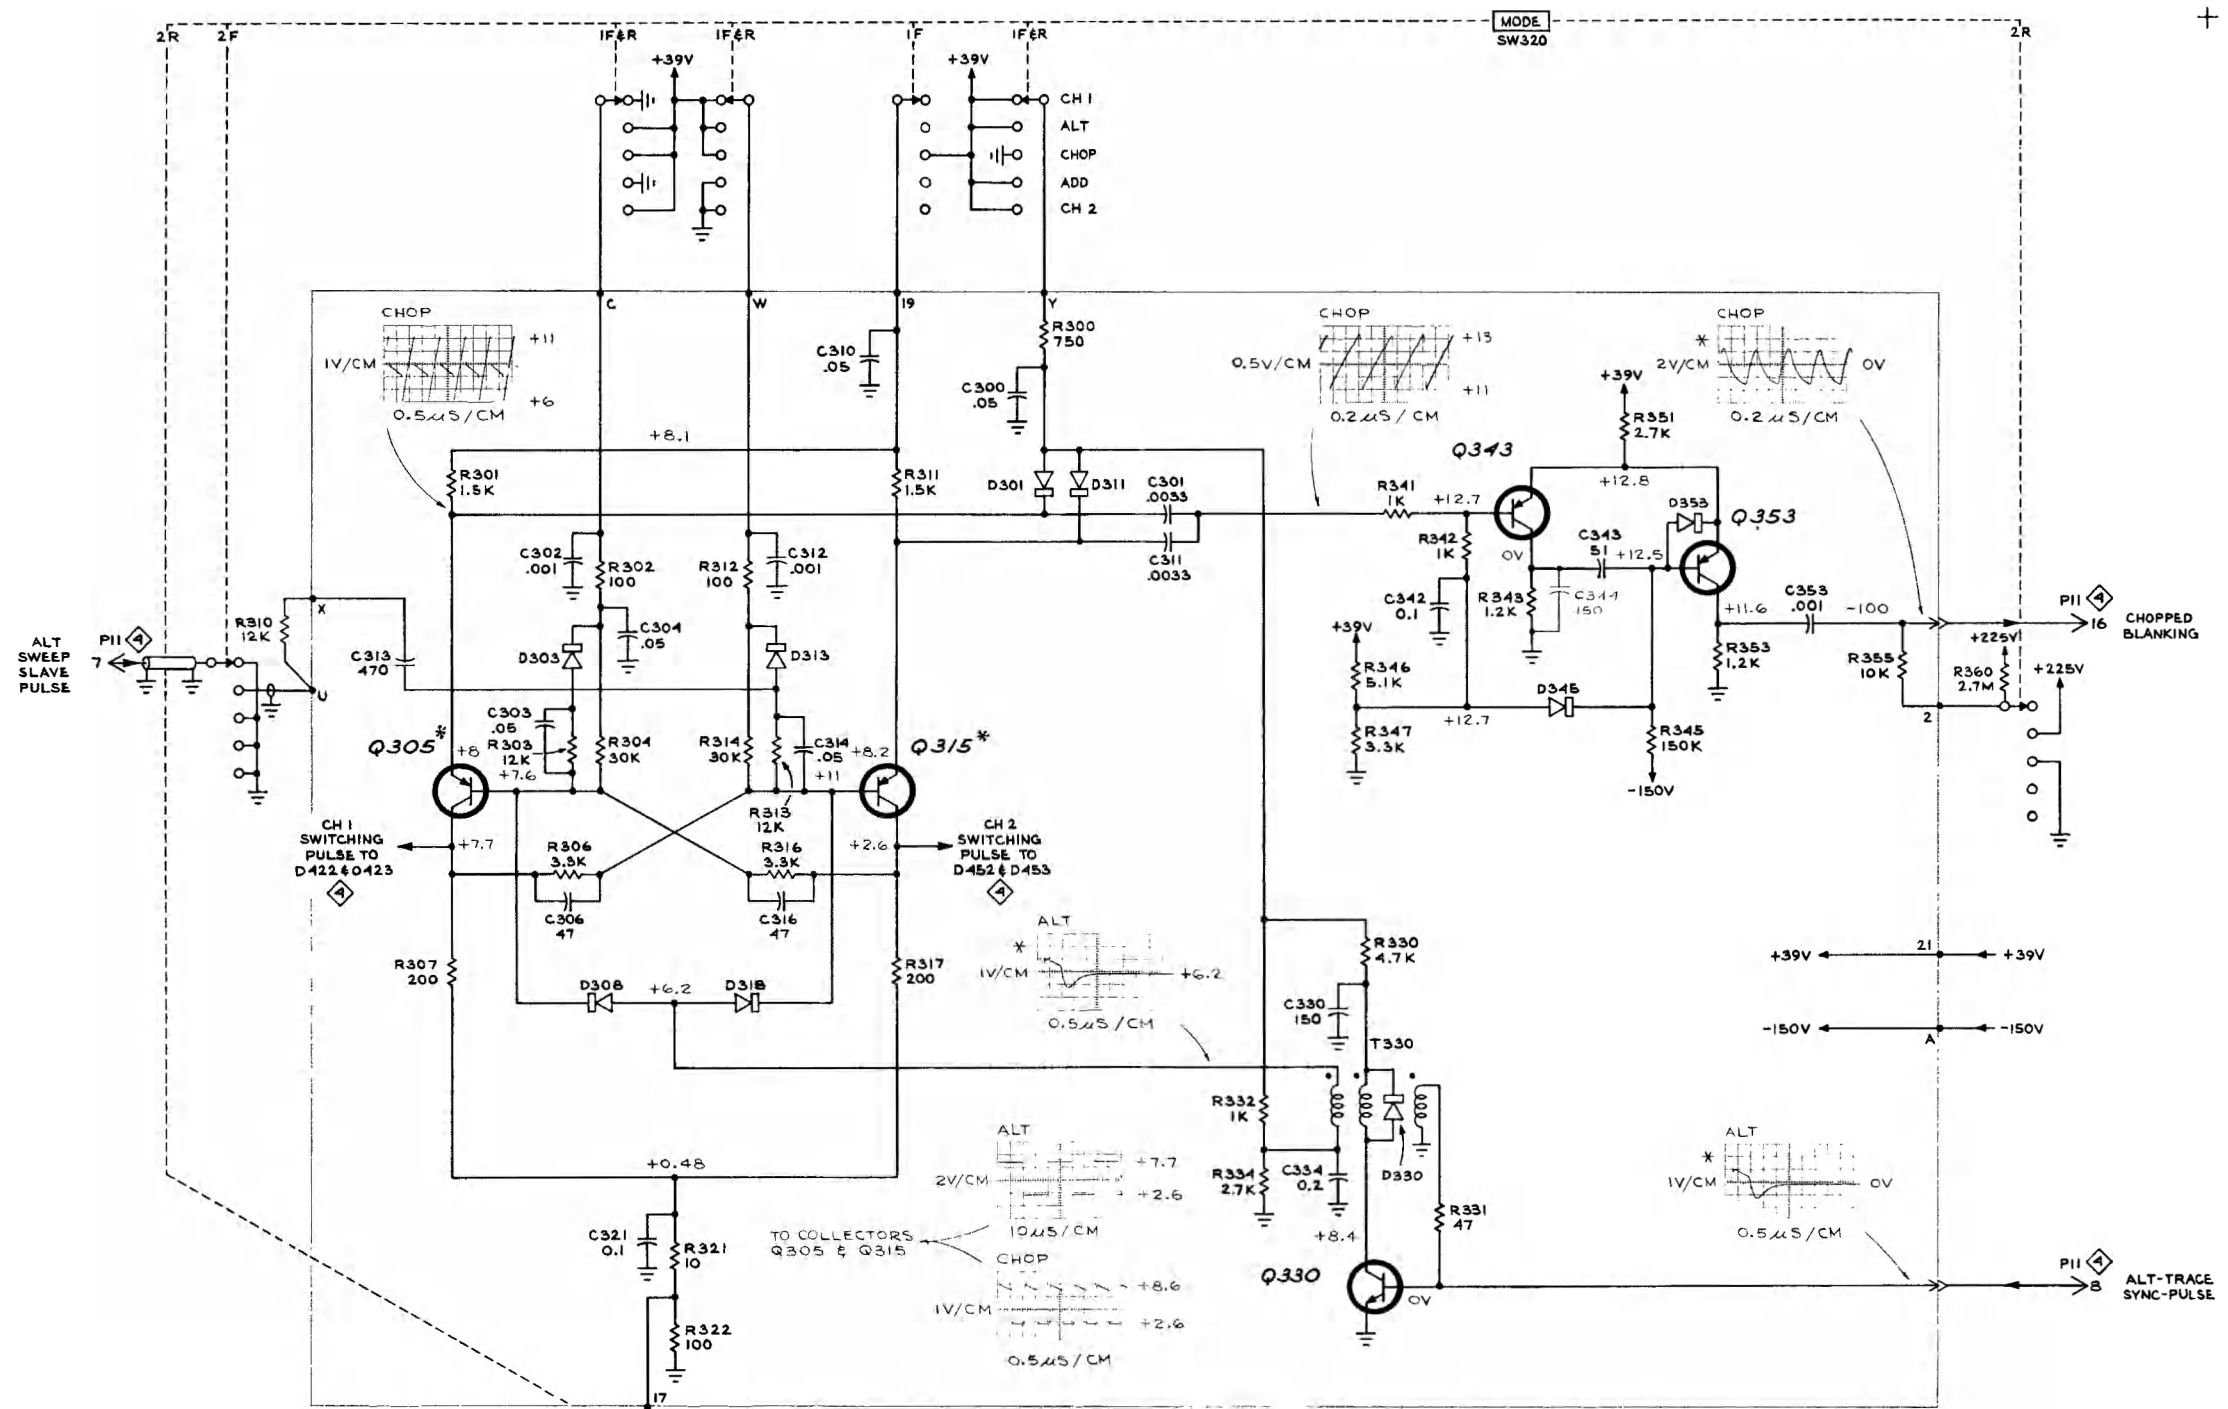 MODE
SW320
2R
2F
1F&R
1F&R
1F
1F&R
2R
+39V
+39V
CH 1
ALT
CHOP
ADD
CH 2
C
W
19
Y
CHOP
+11
1V/CM
+6
0.5µS/CM
R300
750
C310
.05
C300
.05
CHOP
+13
0.5V/CM
+11
0.2µS/CM
CHOP
*
2V/CM
0V
0.2µS/CM
+39V
R351
2.7K
+8.1
R301
1.5K
R311
1.5K
D301
D311
C301
.0033
C311
.0033
R341
1K
+12.7
Q343
+12.8
D353
Q353
R342
1K
0V
C343
51
+12.5
C302
.001
R302
100
R312
100
C312
.001
C342
0.1
R343
1.2K
C344
150
+11.6
C353
.001
-100
P11 4
16
CHOPPED
BLANKING
X
R310
12K
C313
470
C304
.05
D303
D313
+39V
R346
5.1K
R353
1.2K
R355
10K
+225V
R360
2.7M
+225V
ALT
SWEEP
SLAVE
PULSE
P11 4
7
U
D345
+12.7
2
C303
.05
R303
12K
R304
30K
R314
30K
C314
.05
R313
12K
Q305*
+8
+7.6
+11
+8.2
Q315*
R347
3.3K
R345
150K
-150V
CH 1
SWITCHING
PULSE TO
D422&D423
4
+7.7
R306
3.3K
C306
47
R316
3.3K
C316
47
+2.6
CH 2
SWITCHING
PULSE TO
D452&D453
4
R307
200
R317
200
D308
+6.2
D318
ALT
*
1V/CM
+6.2
0.5µS/CM
R330
4.7K
C330
150
T330
+39V
21
+39V
-150V
-150V
A
R332
1K
R334
2.7K
C334
0.2
D330
R331
47
+0.48
ALT
+7.7
2V/CM
+2.6
10µS/CM
TO COLLECTORS
Q305 & Q315
CHOP
+8.6
1V/CM
+2.6
0.5µS/CM
C321
0.1
R321
10
R322
100
17
+8.4
Q330
0V
ALT
*
1V/CM
0V
0.5µS/CM
P11 4
8
ALT-TRACE
SYNC-PULSE